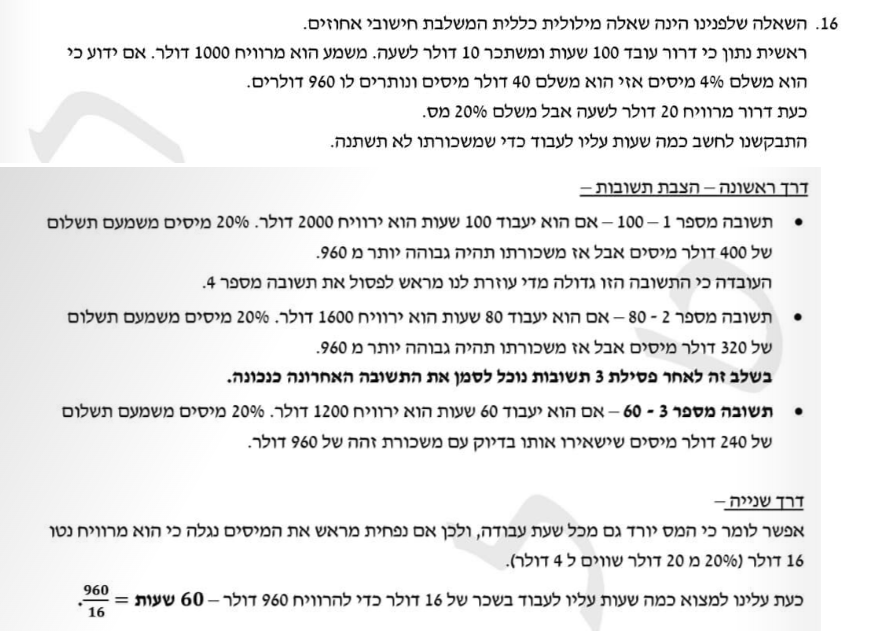 16. השאלה שלפנינו הינה שאלה מילולית כללית המשלבת חישובי אחוזים.
ראשית נתון כי דרור עובד 100 שעות ומשתכר 10 דולר לשעה. משמע הוא מרוויח 1000 דולר. אם ידוע כי
הוא משלם 4% מיסים אזי הוא משלם 40 דולר מיסים ונותרים לו 960 דולרים.
כעת דרור מרוויח 20 דולר לשעה אבל משלם 20% מס.
התבקשנו לחשב כמה שעות עליו לעבוד כדי שמשכורתו לא תשתנה.
דרך ראשונה – הצבת תשובות –
• תשובה מספר 1 – 100 – אם הוא יעבוד 100 שעות הוא ירוויח 2000 דולר. 20% מיסים משמעם תשלום
של 400 דולר מיסים אבל אז משכורתו תהיה גבוהה יותר מ 960.
העובדה כי התשובה הזו גדולה מדי עוזרת לנו מראש לפסול את תשובה מספר 4.
• תשובה מספר 2 - 80 – אם הוא יעבוד 80 שעות הוא ירוויח 1600 דולר. 20% מיסים משמעם תשלום
של 320 דולר מיסים אבל אז משכורתו תהיה גבוהה יותר מ 960.
בשלב זה לאחר פסילת 3 תשובות נוכל לסמן את התשובה האחרונה כנכונה.
• תשובה מספר 3 - 60 – אם הוא יעבוד 60 שעות הוא ירוויח 1200 דולר. 20% מיסים משמעם תשלום
של 240 דולר מיסים שישאירו אותו בדיוק עם משכורת זהה של 960 דולר.
דרך שנייה –
אפשר לומר כי המס יורד גם מכל שעת עבודה, ולכן אם נפחית מראש את המיסים נגלה כי הוא מרוויח נטו
16 דולר (20% מ 20 דולר שווים ל 4 דולר).
כעת עלינו למצוא כמה שעות עליו לעבוד בשכר של 16 דולר כדי להרוויח 960 דולר – 60 שעות = 960/16.